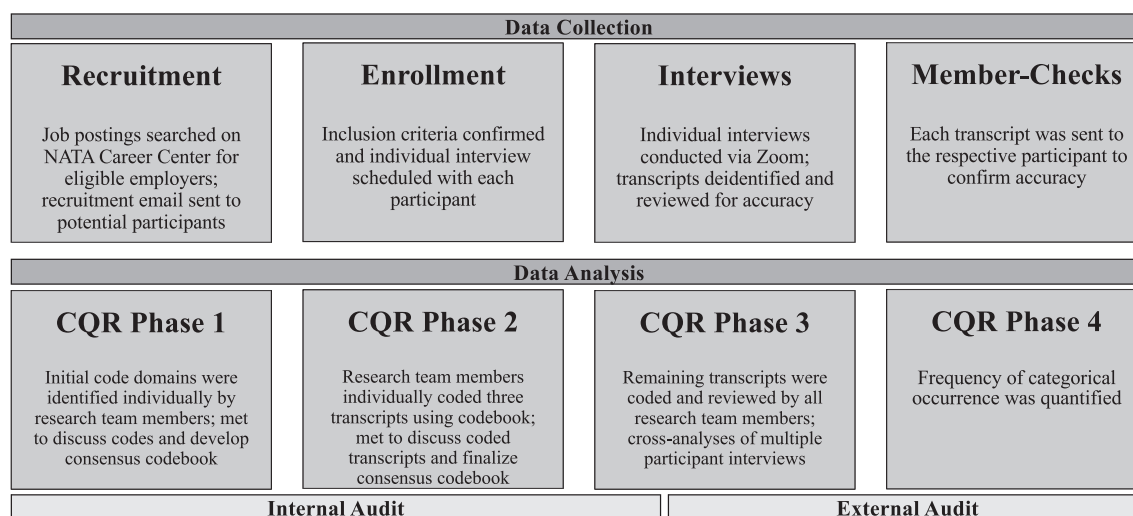 Data Collection
Recruitment
Job postings searched on
NATA Career Center for
eligible employers;
recruitment email sent to
potential participants
Enrollment
Inclusion criteria confirmed
and individual interview
scheduled with each
participant
Interviews
Individual interviews
conducted via Zoom;
transcripts deidentified and
reviewed for accuracy
Member-Checks
Each transcript was sent to
the respective participant to
confirm accuracy
Data Analysis
CQR Phase 1
Initial code domains were
identified individually by
research team members; met
to discuss codes and develop
consensus codebook
CQR Phase 2
Research team members
individually coded three
transcripts using codebook;
met to discuss coded
transcripts and finalize
consensus codebook
CQR Phase 3
Remaining transcripts were
coded and reviewed by all
research team members;
cross-analyses of multiple
participant interviews
CQR Phase 4
Frequency of categorical
occurrence was quantified
Internal Audit
External Audit